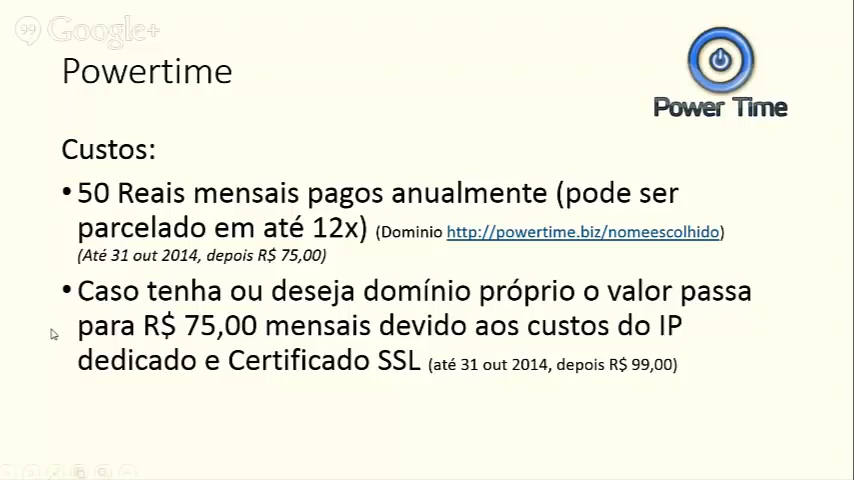 99 Google+
Powertime
Power Time
Custos:
•50 Reais mensais pagos anualmente (pode ser
parcelado em até 12x) (Dominio http://powertime.biz/nomeescolhido)
(Até 31 out 2014, depois R$ 75,00)
•Caso tenha ou deseja domínio próprio o valor passa
para R$ 75,00 mensais devido aos custos do IP
dedicado e Certificado SSL (até 31 out 2014, depois R$ 99,00)